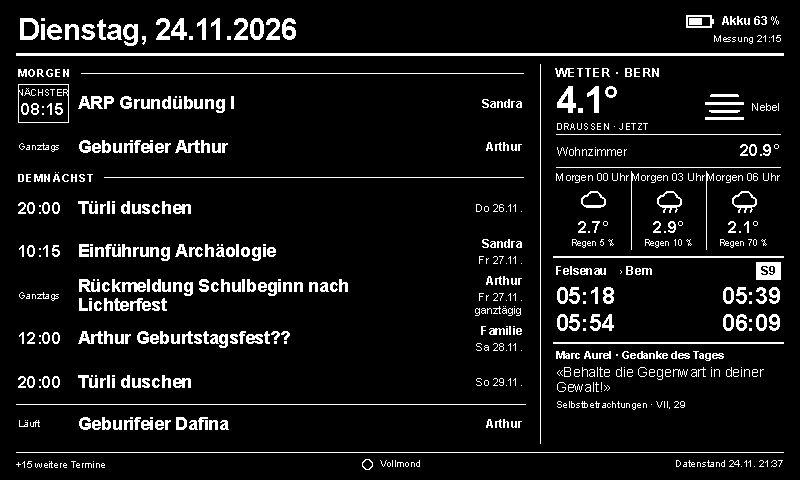 Dienstag, 24.11.2026
Akku 63 %
Messung 21:15
MORGEN
NÄCHSTER
08:15
ARP Grundübung I
Sandra
Ganztags
Geburifeier Arthur
Arthur
DEMNÄCHST
20:00
Türli duschen
Do 26.11.
10:15
Einführung Archäologie
Sandra
Fr 27.11.
Ganztags
Rückmeldung Schulbeginn nach
Lichterfest
Arthur
Fr 27.11.
ganztägig
12:00
Arthur Geburtstagsfest??
Familie
Sa 28.11.
20:00
Türli duschen
So 29.11.
Läuft
Geburifeier Dafina
Arthur
WETTER · BERN
4.1°
Nebel
DRAUSSEN · JETZT
Wohnzimmer
20.9°
Morgen 00 Uhr
Morgen 03 Uhr
Morgen 06 Uhr
2.7°
2.9°
2.1°
Regen 5 %
Regen 10 %
Regen 70 %
Felsenau → Bern
S9
05:18
05:39
05:54
06:09
Marc Aurel · Gedanke des Tages
«Behalte die Gegenwart in deiner
Gewalt!»
Selbstbetrachtungen · VII, 29
+15 weitere Termine
Vollmond
Datenstand 24.11. 21:37